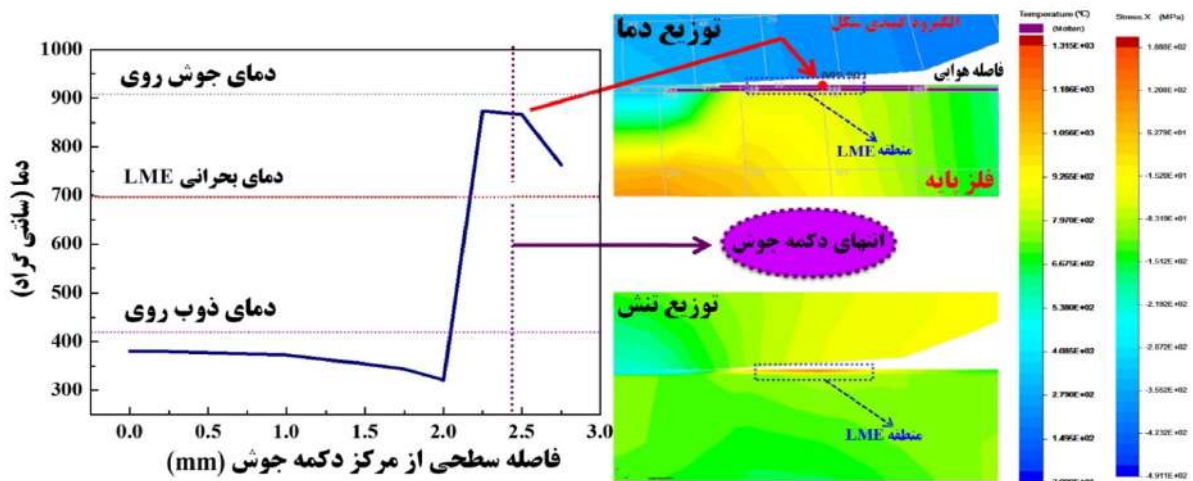 1000
900
800
700
600
500
400
300
دما (سانتی گراد)
دمای جوش روی
دمای بحرانی LME
دمای ذوب روی
0.0 0.5 1.0 1.5 2.0 2.5 3.0
فاصله سطحی از مرکز دکمه جوش (mm)
توزیع دما
الکترود گنبدی شکل
فاصله هوایی
منطقه LME
فلز پایه
انتهای دکمه جوش
توزیع تنش
منطقه LME
Temperature (°C)
(Molten)
1.315E+03
1.186E+03
1.056E+03
9.265E+02
7.970E+02
6.675E+02
5.380E+02
4.085E+02
2.790E+02
1.495E+02
Stress.X (MPa)
1.888E+02
1.208E+02
5.279E+01
-1.520E+01
-8.319E+01
-1.512E+02
-2.192E+02
-2.872E+02
-3.552E+02
-4.232E+02
-4.911E+02